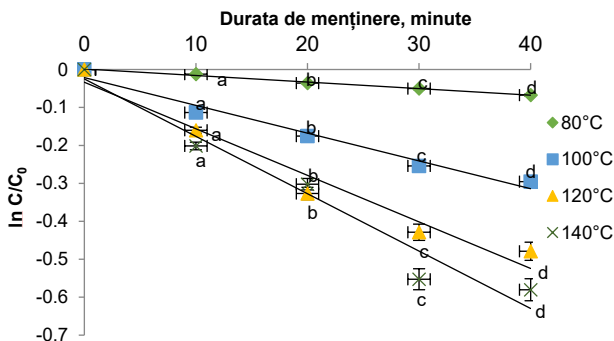 Durata de menținere, minute
0 10 20 30 40
0
-0,1
-0,2
-0,3
-0,4
-0,5
-0,6
-0,7
ln C/C₀
a b c d
a b c d
a b c d
a b c d
80°C
100°C
120°C
140°C